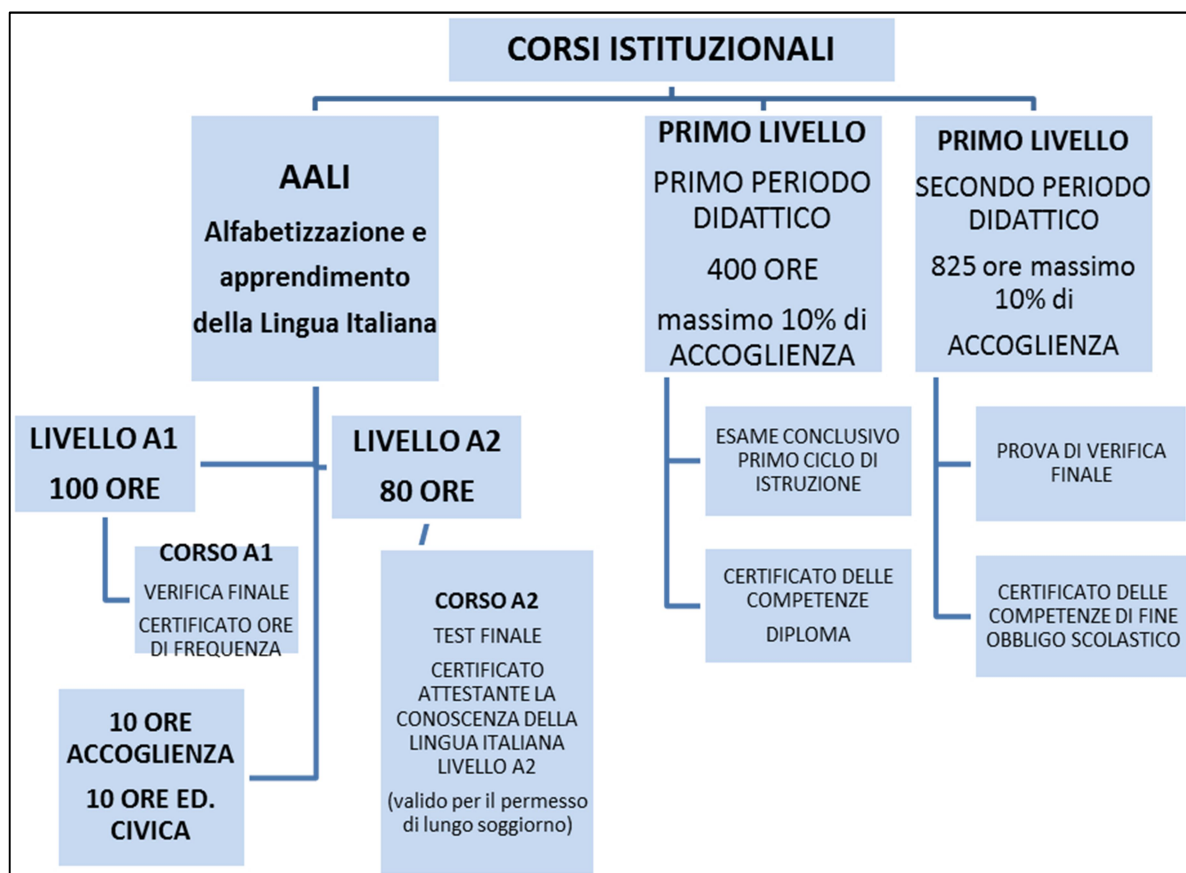 CORSI ISTITUZIONALI
AALI
Alfabetizzazione e
apprendimento
della Lingua Italiana
PRIMO LIVELLO
PRIMO PERIODO
DIDATTICO
400 ORE
massimo 10% di
ACCOGLIENZA
PRIMO LIVELLO
SECONDO PERIODO
DIDATTICO
825 ore massimo
10% di
ACCOGLIENZA
LIVELLO A1
100 ORE
LIVELLO A2
80 ORE
CORSO A1
VERIFICA FINALE
CERTIFICATO ORE
DI FREQUENZA
CORSO A2
TEST FINALE
CERTIFICATO
ATTESTANTE LA
CONOSCENZA DELLA
LINGUA ITALIANA
LIVELLO A2
(valido per il permesso
di lungo soggiorno)
10 ORE
ACCOGLIENZA
10 ORE ED.
CIVICA
ESAME CONCLUSIVO
PRIMO CICLO DI
ISTRUZIONE
CERTIFICATO DELLE
COMPETENZE
DIPLOMA
PROVA DI VERIFICA
FINALE
CERTIFICATO DELLE
COMPETENZE DI FINE
OBBLIGO SCOLASTICO